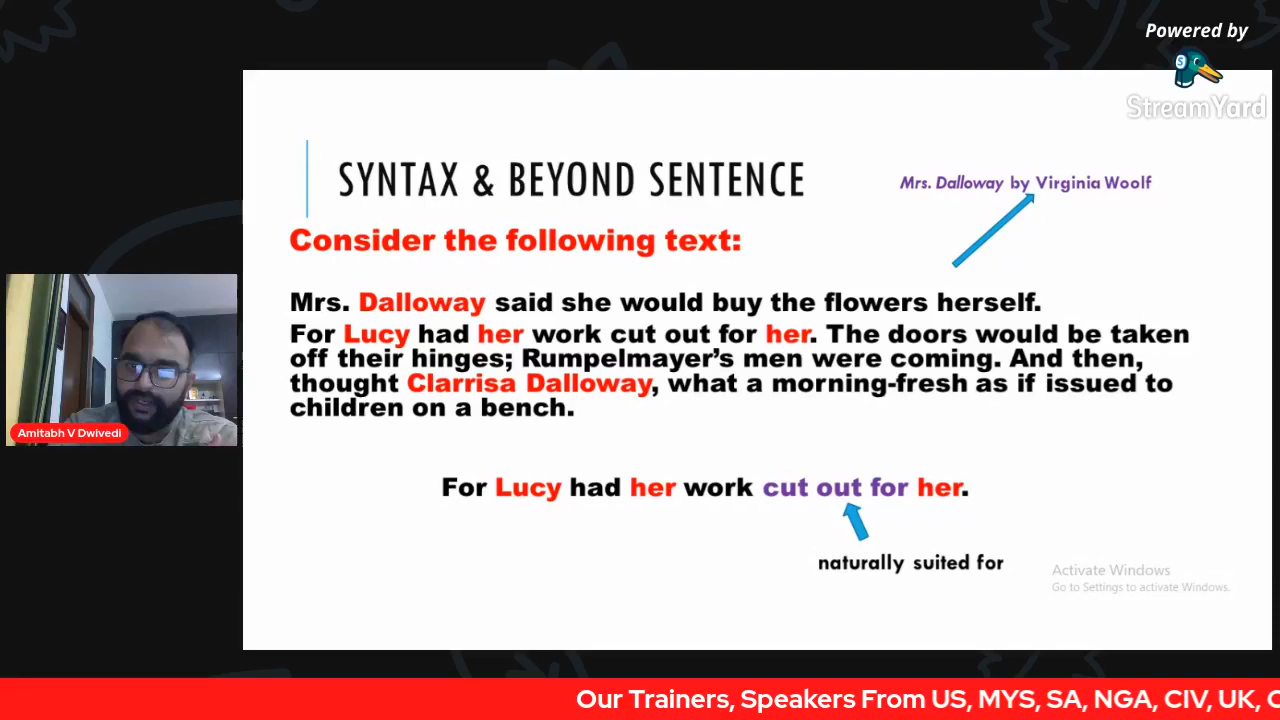 Powered by
StreamYard
SYNTAX & BEYOND SENTENCE
Mrs. Dalloway by Virginia Woolf
Consider the following text:
Mrs. Dalloway said she would buy the flowers herself.
For Lucy had her work cut out for her. The doors would be taken
off their hinges; Rumpelmayer's men were coming. And then,
thought Clarrisa Dalloway, what a morning-fresh as if issued to
children on a bench.
For Lucy had her work cut out for her.
naturally suited for
Activate Windows
Go to Settings to activate Windows.
Amitabh V Dwivedi
Our Trainers, Speakers From US, MYS, SA, NGA, CIV, UK,